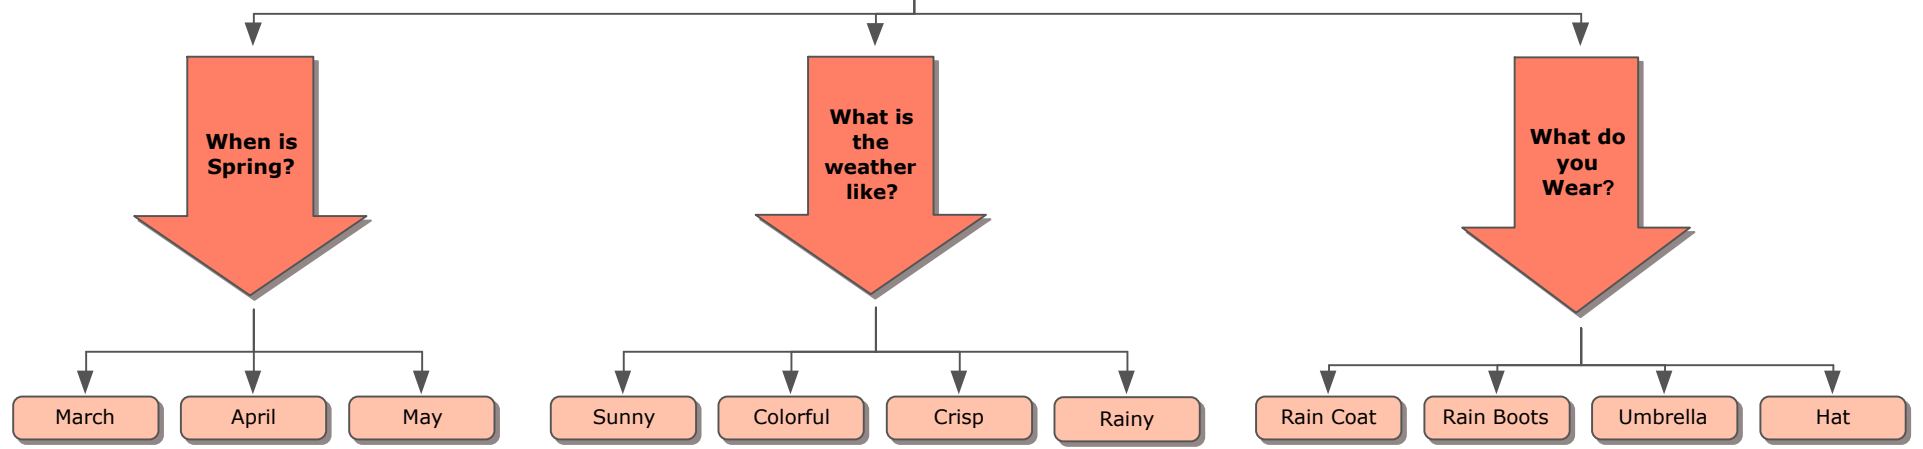 When is
Spring?
What is
the
weather
like?
What do
you
Wear?
March
April
May
Sunny
Colorful
Crisp
Rainy
Rain Coat
Rain Boots
Umbrella
Hat